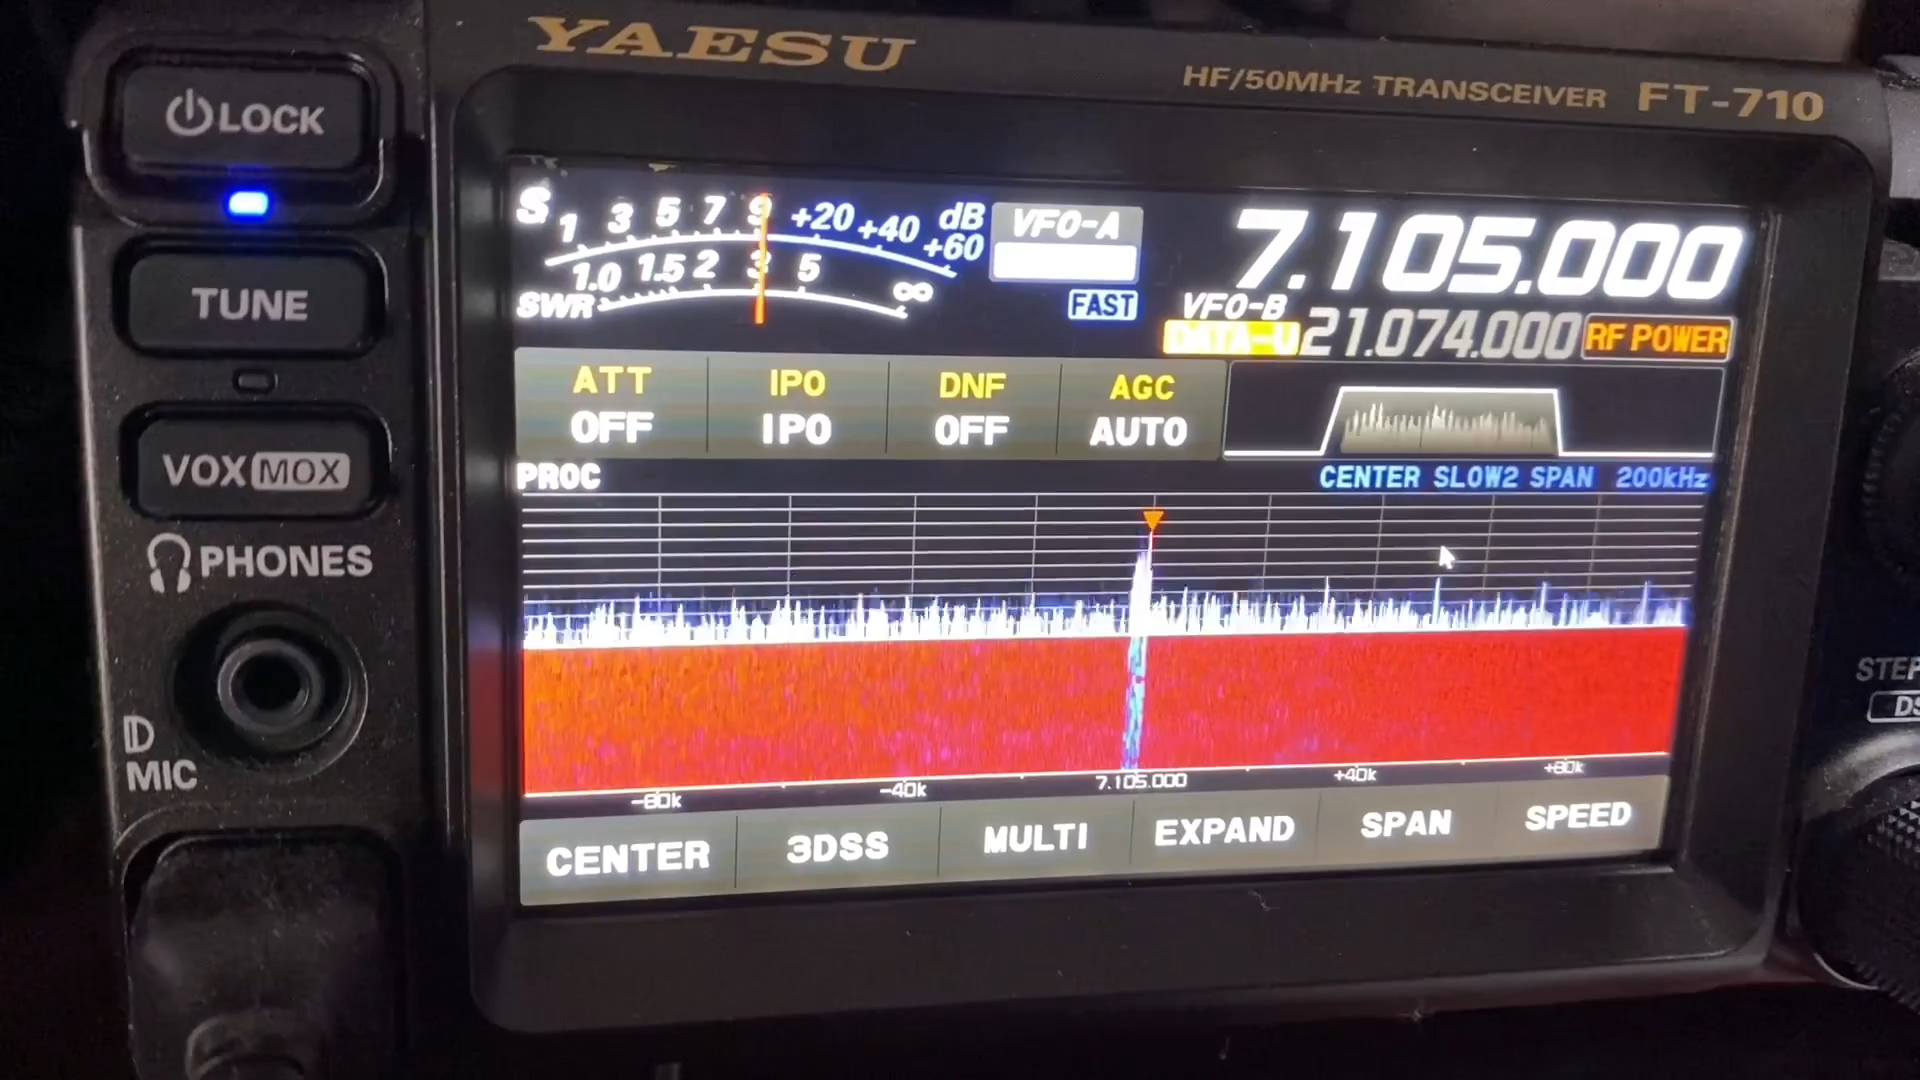 YAESU
HF/50MHz TRANSCEIVER FT-710
LOCK
TUNE
VOX MOX
PHONES
MIC
S 1 3 5 7 9 +20 +40 +60 dB
SWR 1.0 1.5 2 3 5 ∞
VFO-A
FAST
7.105.000
VFO-B
DATA-U 21.074.000 RF POWER
ATT IPO DNF AGC
OFF IPO OFF AUTO
PROC
CENTER SLOW2 SPAN 200kHz
-80k -40k 7.105.000 +40k +80k
CENTER 3DSS MULTI EXPAND SPAN SPEED